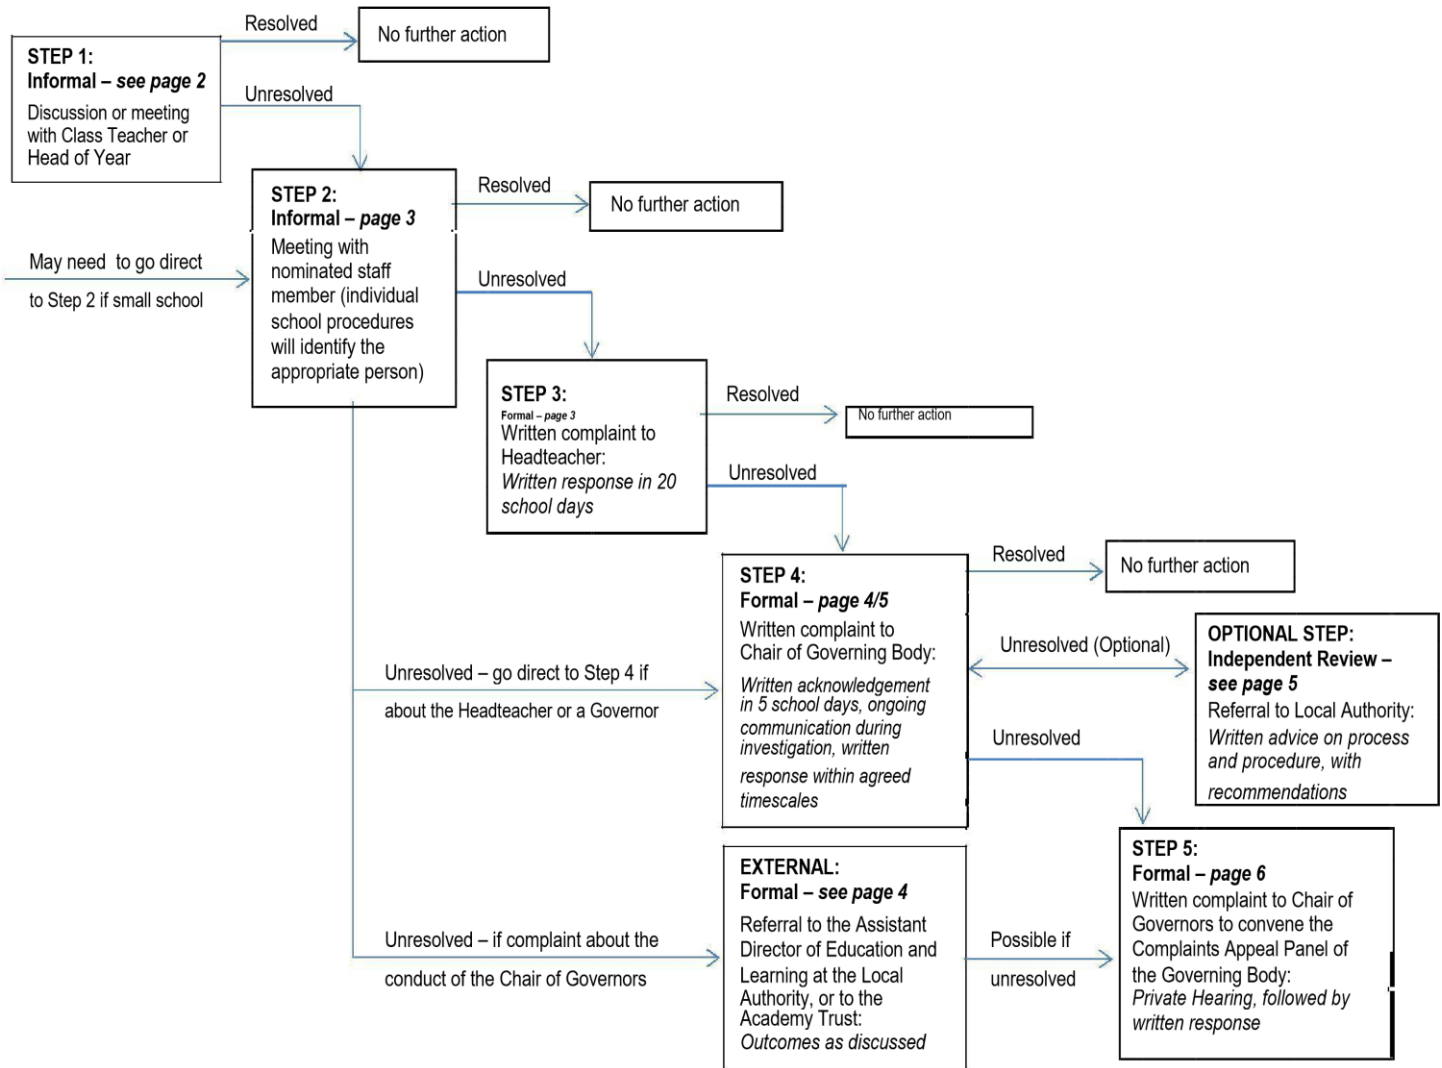 Resolved
No further action
STEP 1:
Informal – see page 2
Discussion or meeting
with Class Teacher or
Head of Year
Unresolved
STEP 2:
Informal – page 3
Meeting with
nominated staff
member (individual
school procedures
will identify the
appropriate person)
Resolved
No further action
May need to go direct
to Step 2 if small school
Unresolved
STEP 3:
Formal – page 3
Written complaint to
Headteacher:
Written response in 20
school days
Resolved
No further action
Unresolved
STEP 4:
Formal – page 4/5
Written complaint to
Chair of Governing Body:
Written acknowledgement
in 5 school days, ongoing
communication during
investigation, written
response within agreed
timescales
Resolved
No further action
Unresolved (Optional)
OPTIONAL STEP:
Independent Review –
see page 5
Referral to Local Authority:
Written advice on process
and procedure, with
recommendations
Unresolved – go direct to Step 4 if
about the Headteacher or a Governor
Unresolved
EXTERNAL:
Formal – see page 4
Referral to the Assistant
Director of Education and
Learning at the Local
Authority, or to the
Academy Trust:
Outcomes as discussed
Unresolved – if complaint about the
conduct of the Chair of Governors
Possible if
unresolved
STEP 5:
Formal – page 6
Written complaint to Chair of
Governors to convene the
Complaints Appeal Panel of
the Governing Body:
Private Hearing, followed by
written response